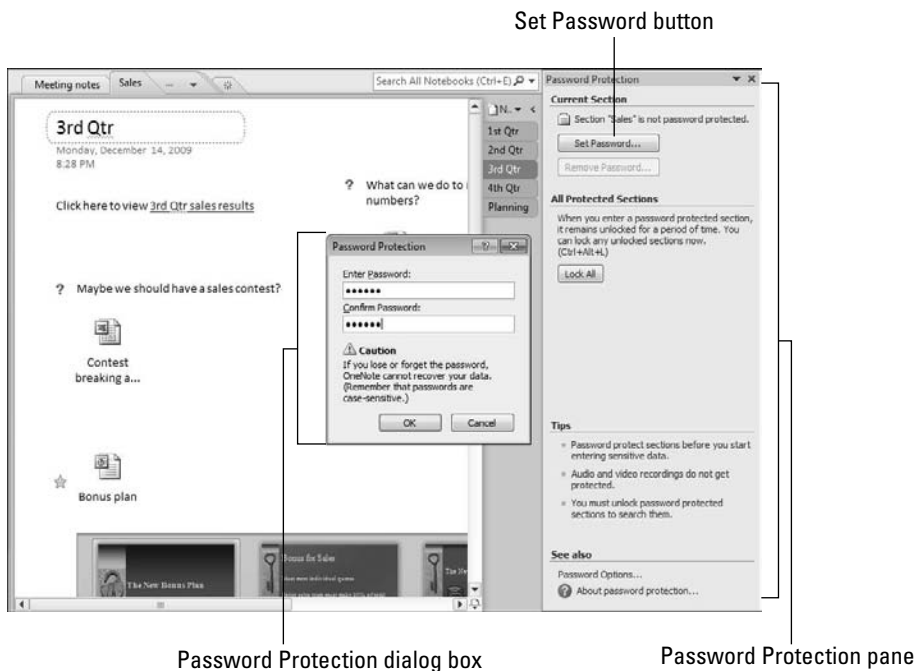 Set Password button
Meeting notes
Sales
Search All Notebooks (Ctrl+E)
3rd Qtr
Monday, December 14, 2009
8:28 PM
Click here to view 3rd Qtr sales results
? What can we do to
numbers?
? Maybe we should have a sales contest?
Contest
breaking a...
Bonus plan
The New Bonus Plan
Bonus for Sales
The Ne
N..
1st Qtr
2nd Qtr
3rd Qtr
4th Qtr
Planning
Password Protection
Enter Password:
••••••
Confirm Password:
••••••
Caution
If you lose or forget the password,
OneNote cannot recover your data.
(Remember that passwords are
case-sensitive.)
OK
Cancel
Password Protection
Current Section
Section "Sales" is not password protected.
Set Password...
Remove Password...
All Protected Sections
When you enter a password protected section,
it remains unlocked for a period of time. You
can lock any unlocked sections now.
(Ctrl+Alt+L)
Lock All
Tips
Password protect sections before you start
entering sensitive data.
Audio and video recordings do not get
protected.
You must unlock password protected
sections to search them.
See also
Password Options...
About password protection...
Password Protection dialog box
Password Protection pane